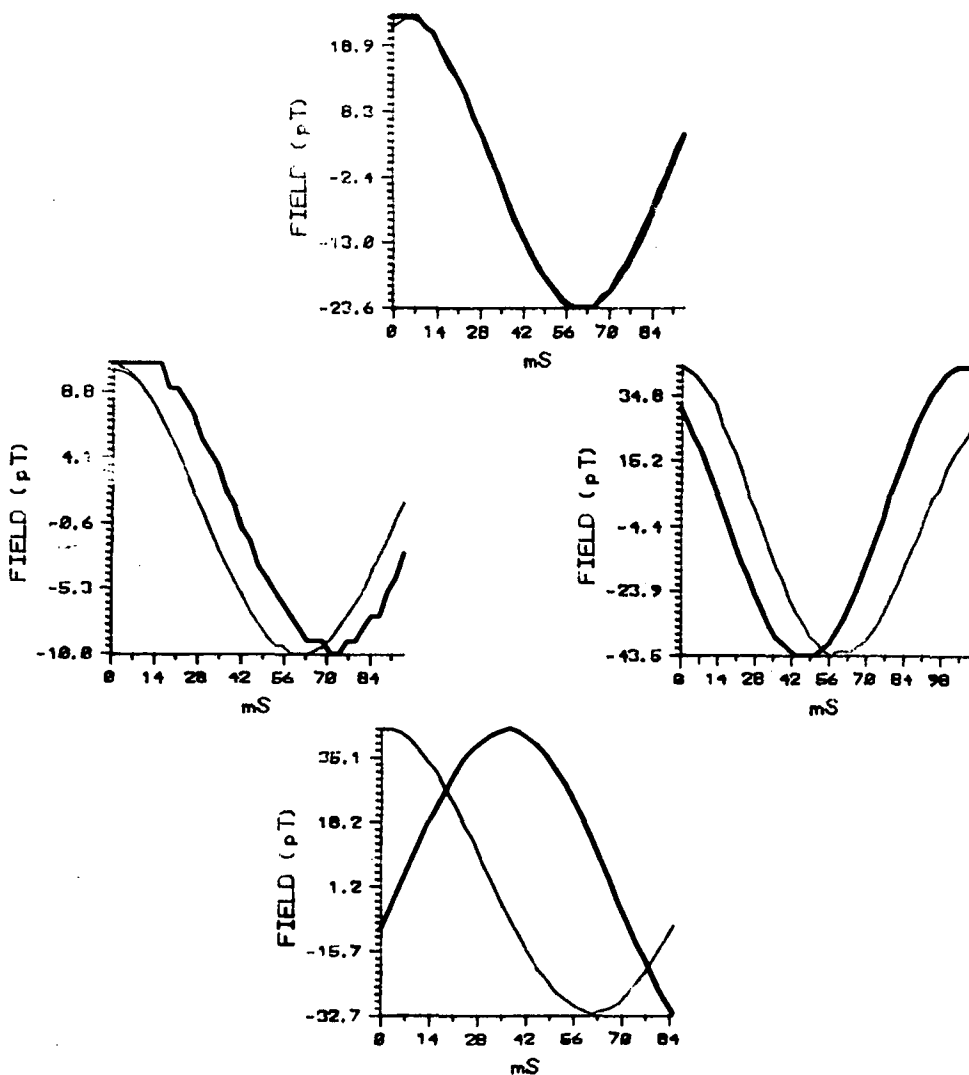 18.9
8.3
-2.4
-13.0
-23.6
FIELD (pT)
0 14 28 42 56 70 84
mS
8.8
4.1
-0.6
-5.3
-10.0
FIELD (pT)
0 14 28 42 56 70 84
mS
34.8
15.2
-4.4
-23.9
-43.5
FIELD (pT)
0 14 28 42 56 70 84 98
mS
35.1
18.2
1.2
-15.7
-32.7
FIELD (pT)
0 14 28 42 56 70 84
mS